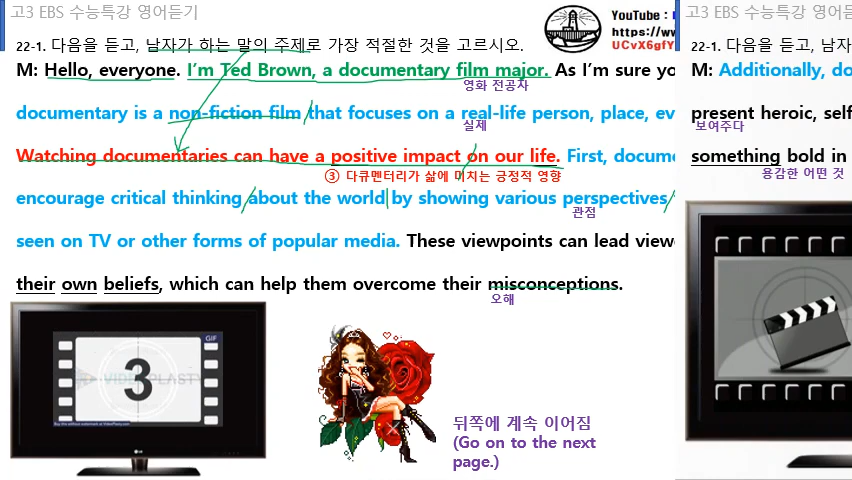 고3 EBS 수능특강 영어듣기
YouTube :
https://ww
UCvX6gfY
22-1. 다음을 듣고, 남자가 하는 말의 주제로 가장 적절한 것을 고르시오.
M: Hello, everyone. I’m Ted Brown, a documentary film major. As I’m sure yo
영화 전공자
documentary is a non-fiction film that focuses on a real-life person, place, ev
실제
Watching documentaries can have a positive impact on our life. First, docume
③ 다큐멘터리가 삶에 미치는 긍정적 영향
encourage critical thinking about the world by showing various perspectives
관점
seen on TV or other forms of popular media. These viewpoints can lead view
their own beliefs, which can help them overcome their misconceptions.
오해
GIF
3
VIDEOPLASTY
LG
뒤쪽에 계속 이어짐
(Go on to the next
page.)
고3 EBS 수능특강 영어듣
22-1. 다음을 듣고, 남자
M: Additionally, do
present heroic, self
보여주다
something bold in
용감한 어떤 것